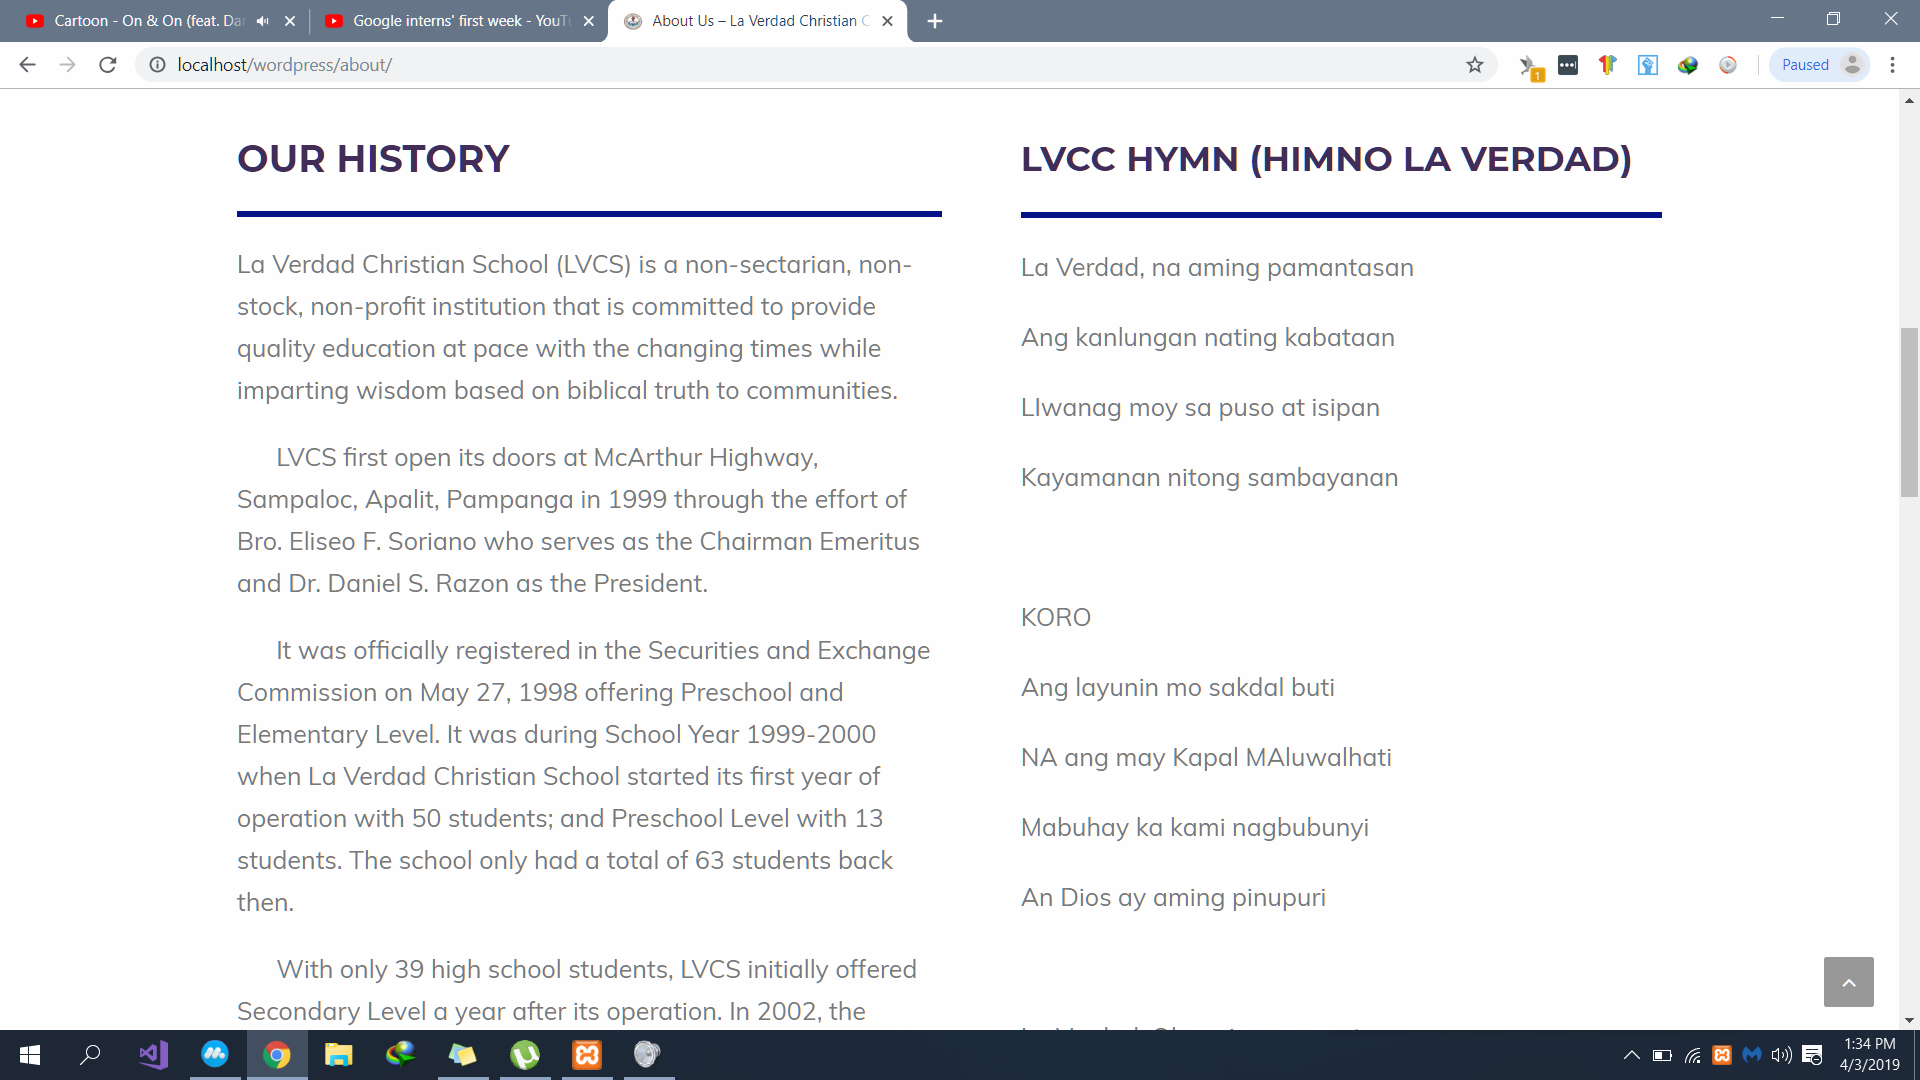 Cartoon - On & On (feat. Da
Google interns' first week - YouTu
About Us – La Verdad Christian C
localhost/wordpress/about/
1
Paused
OUR HISTORY
La Verdad Christian School (LVCS) is a non-sectarian, non-
stock, non-profit institution that is committed to provide
quality education at pace with the changing times while
imparting wisdom based on biblical truth to communities.
LVCS first open its doors at McArthur Highway,
Sampaloc, Apalit, Pampanga in 1999 through the effort of
Bro. Eliseo F. Soriano who serves as the Chairman Emeritus
and Dr. Daniel S. Razon as the President.
It was officially registered in the Securities and Exchange
Commission on May 27, 1998 offering Preschool and
Elementary Level. It was during School Year 1999-2000
when La Verdad Christian School started its first year of
operation with 50 students; and Preschool Level with 13
students. The school only had a total of 63 students back
then.
With only 39 high school students, LVCS initially offered
Secondary Level a year after its operation. In 2002, the
LVCC HYMN (HIMNO LA VERDAD)
La Verdad, na aming pamantasan
Ang kanlungan nating kabataan
LIwanag moy sa puso at isipan
Kayamanan nitong sambayanan
KORO
Ang layunin mo sakdal buti
NA ang may Kapal MAluwalhati
Mabuhay ka kami nagbubunyi
An Dios ay aming pinupuri
1:34 PM
4/3/2019